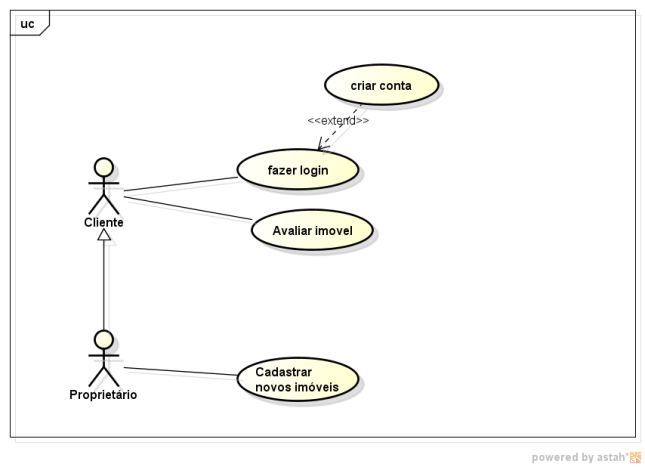 uc
criar conta
<<extend>>
fazer login
Cliente
Avaliar imovel
Proprietário
Cadastrar
novos imóveis
powered by astah*